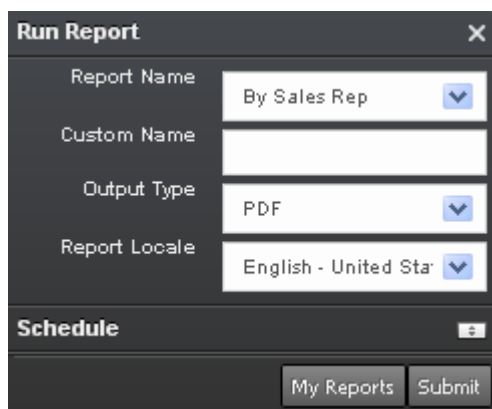 Run Report
Report Name
By Sales Rep
Custom Name
Output Type
PDF
Report Locale
English - United Sta
Schedule
My Reports Submit